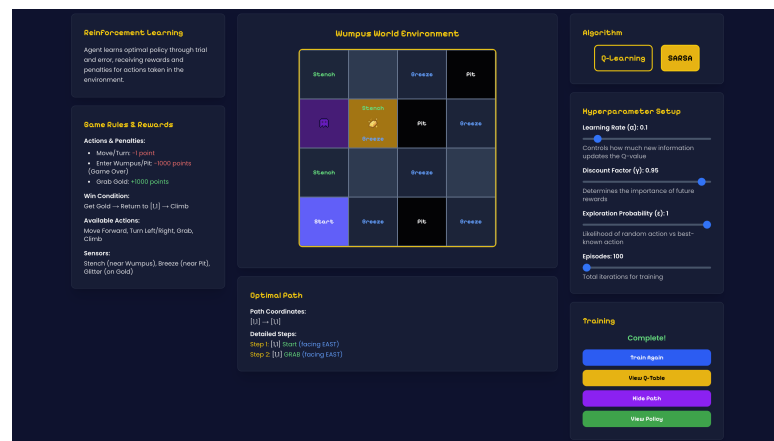 Reinforcement Learning
Agent learns optimal policy through trial
and error, receiving rewards and
penalties for actions taken in the
environment.
Game Rules & Rewards
Actions & Penalties:
• Move/Turn: -1 point
• Enter Wumpus/Pit: -1000 points
(Game Over)
• Grab Gold: +1000 points
Win Condition:
Get Gold → Return to [1,1] → Climb
Available Actions:
Move Forward, Turn Left/Right, Grab,
Climb
Sensors:
Stench (near Wumpus), Breeze (near Pit),
Glitter (on Gold)
Wumpus World Environment
Stench
Breeze
Pit
Stench
Breeze
Pit
Breeze
Stench
Breeze
Start
Breeze
Pit
Breeze
Optimal Path
Path Coordinates:
[1,1] → [1,1]
Detailed Steps:
Step 1: [1,1] Start (facing EAST)
Step 2: [1,1] GRAB (facing EAST)
Algorithm
Q-Learning
SARSA
Hyperparameter Setup
Learning Rate (α): 0.1
Controls how much new information
updates the Q-value
Discount Factor (γ): 0.95
Determines the importance of future
rewards
Exploration Probability (ε): 1
Likelihood of random action vs best-
known action
Episodes: 100
Total iterations for training
Training
Complete!
Train Again
View Q-Table
Hide Path
View Policy